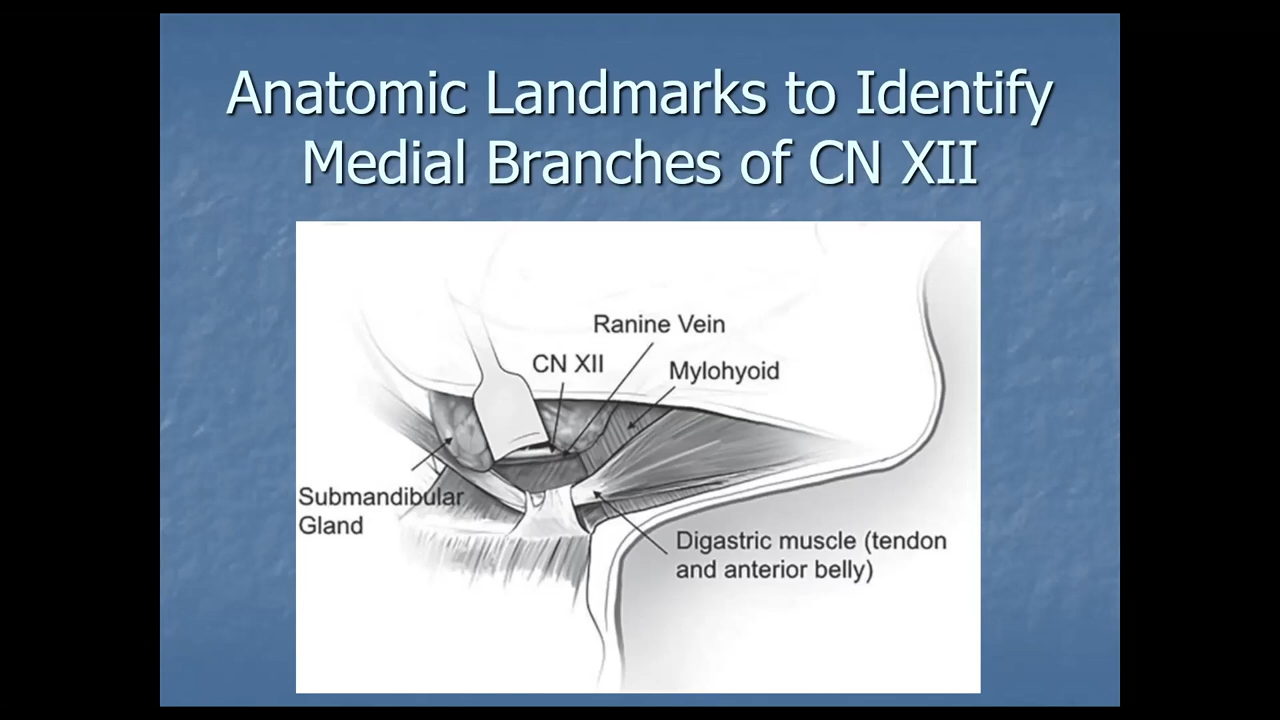 Anatomic Landmarks to Identify
Medial Branches of CN XII
Ranine Vein
CN XII
Mylohyoid
Submandibular
Gland
Digastric muscle (tendon
and anterior belly)